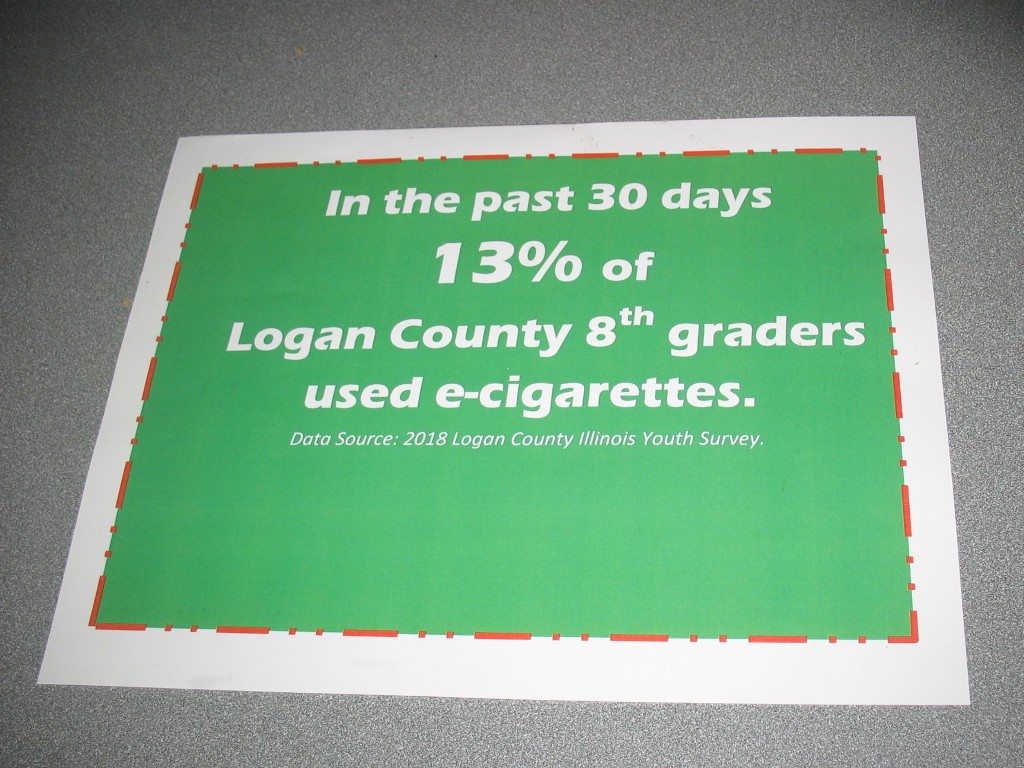 In the past 30 days
13% of
Logan County 8th graders
used e-cigarettes.
Data Source: 2018 Logan County Illinois Youth Survey.